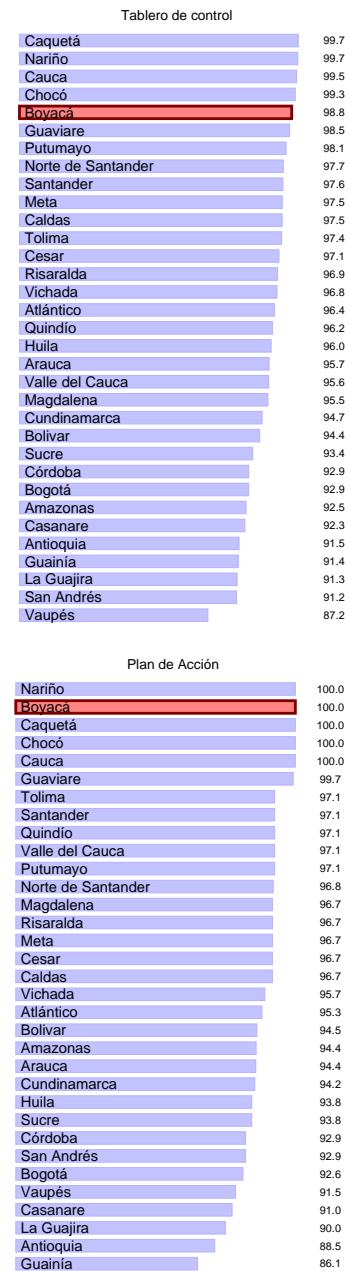 Tablero de control
Caquetá 99.7
Nariño 99.7
Cauca 99.5
Chocó 99.3
Boyacá 98.8
Guaviare 98.5
Putumayo 98.1
Norte de Santander 97.7
Santander 97.6
Meta 97.5
Caldas 97.5
Tolima 97.4
Cesar 97.1
Risaralda 96.9
Vichada 96.8
Atlántico 96.4
Quindío 96.2
Huila 96.0
Arauca 95.7
Valle del Cauca 95.6
Magdalena 95.5
Cundinamarca 94.7
Bolivar 94.4
Sucre 93.4
Córdoba 92.9
Bogotá 92.9
Amazonas 92.5
Casanare 92.3
Antioquia 91.5
Guainía 91.4
La Guajira 91.3
San Andrés 91.2
Vaupés 87.2
Plan de Acción
Nariño 100.0
Boyacá 100.0
Caquetá 100.0
Chocó 100.0
Cauca 100.0
Guaviare 99.7
Tolima 97.1
Santander 97.1
Quindío 97.1
Valle del Cauca 97.1
Putumayo 97.1
Norte de Santander 96.8
Magdalena 96.7
Risaralda 96.7
Meta 96.7
Cesar 96.7
Caldas 96.7
Vichada 95.7
Atlántico 95.3
Bolivar 94.5
Amazonas 94.4
Arauca 94.4
Cundinamarca 94.2
Huila 93.8
Sucre 93.8
Córdoba 92.9
San Andrés 92.9
Bogotá 92.6
Vaupés 91.5
Casanare 91.0
La Guajira 90.0
Antioquia 88.5
Guainía 86.1